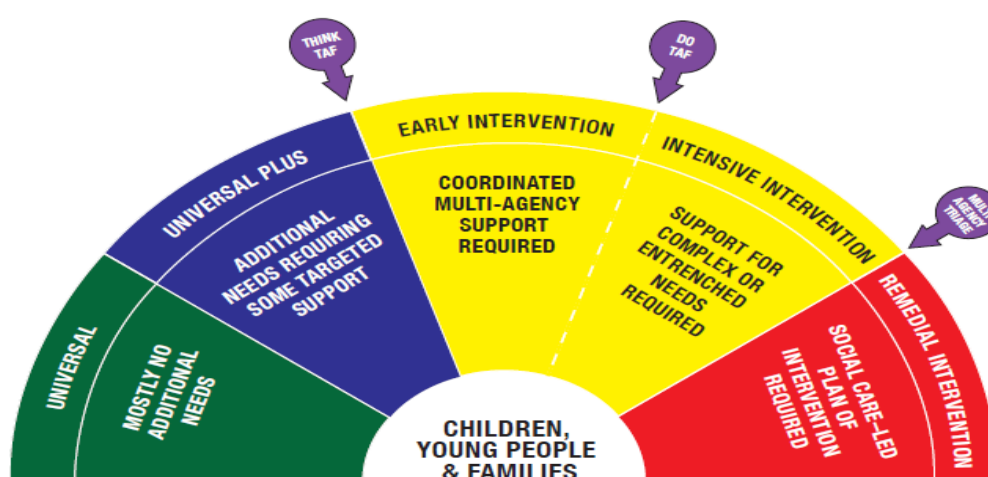 THINK
TAF
DO
TAF
MULTI
AGENCY
TRIAGE
UNIVERSAL
UNIVERSAL PLUS
EARLY INTERVENTION
INTENSIVE INTERVENTION
REMEDIAL INTERVENTION
MOSTLY NO
ADDITIONAL
NEEDS
ADDITIONAL
NEEDS REQUIRING
SOME TARGETED
SUPPORT
COORDINATED
MULTI-AGENCY
SUPPORT
REQUIRED
SUPPORT FOR
COMPLEX OR
ENTRENCHED
NEEDS
REQUIRED
SOCIAL CARE–LED
PLAN OF
INTERVENTION
REQUIRED
CHILDREN,
YOUNG PEOPLE
& FAMILIES